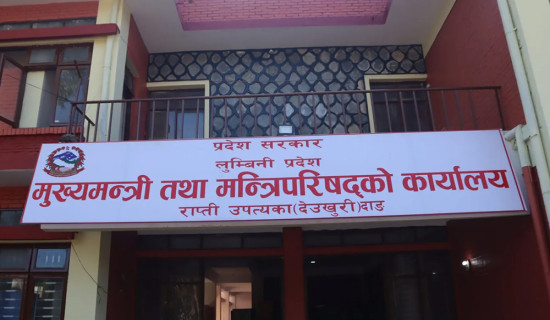 प्रदेश सरकार
लुम्बिनी प्रदेश
मुख्यमन्त्री तथा मन्त्रिपरिषद्को कार्यालय
राप्ती उपत्यका(देउखुरी)दाङ